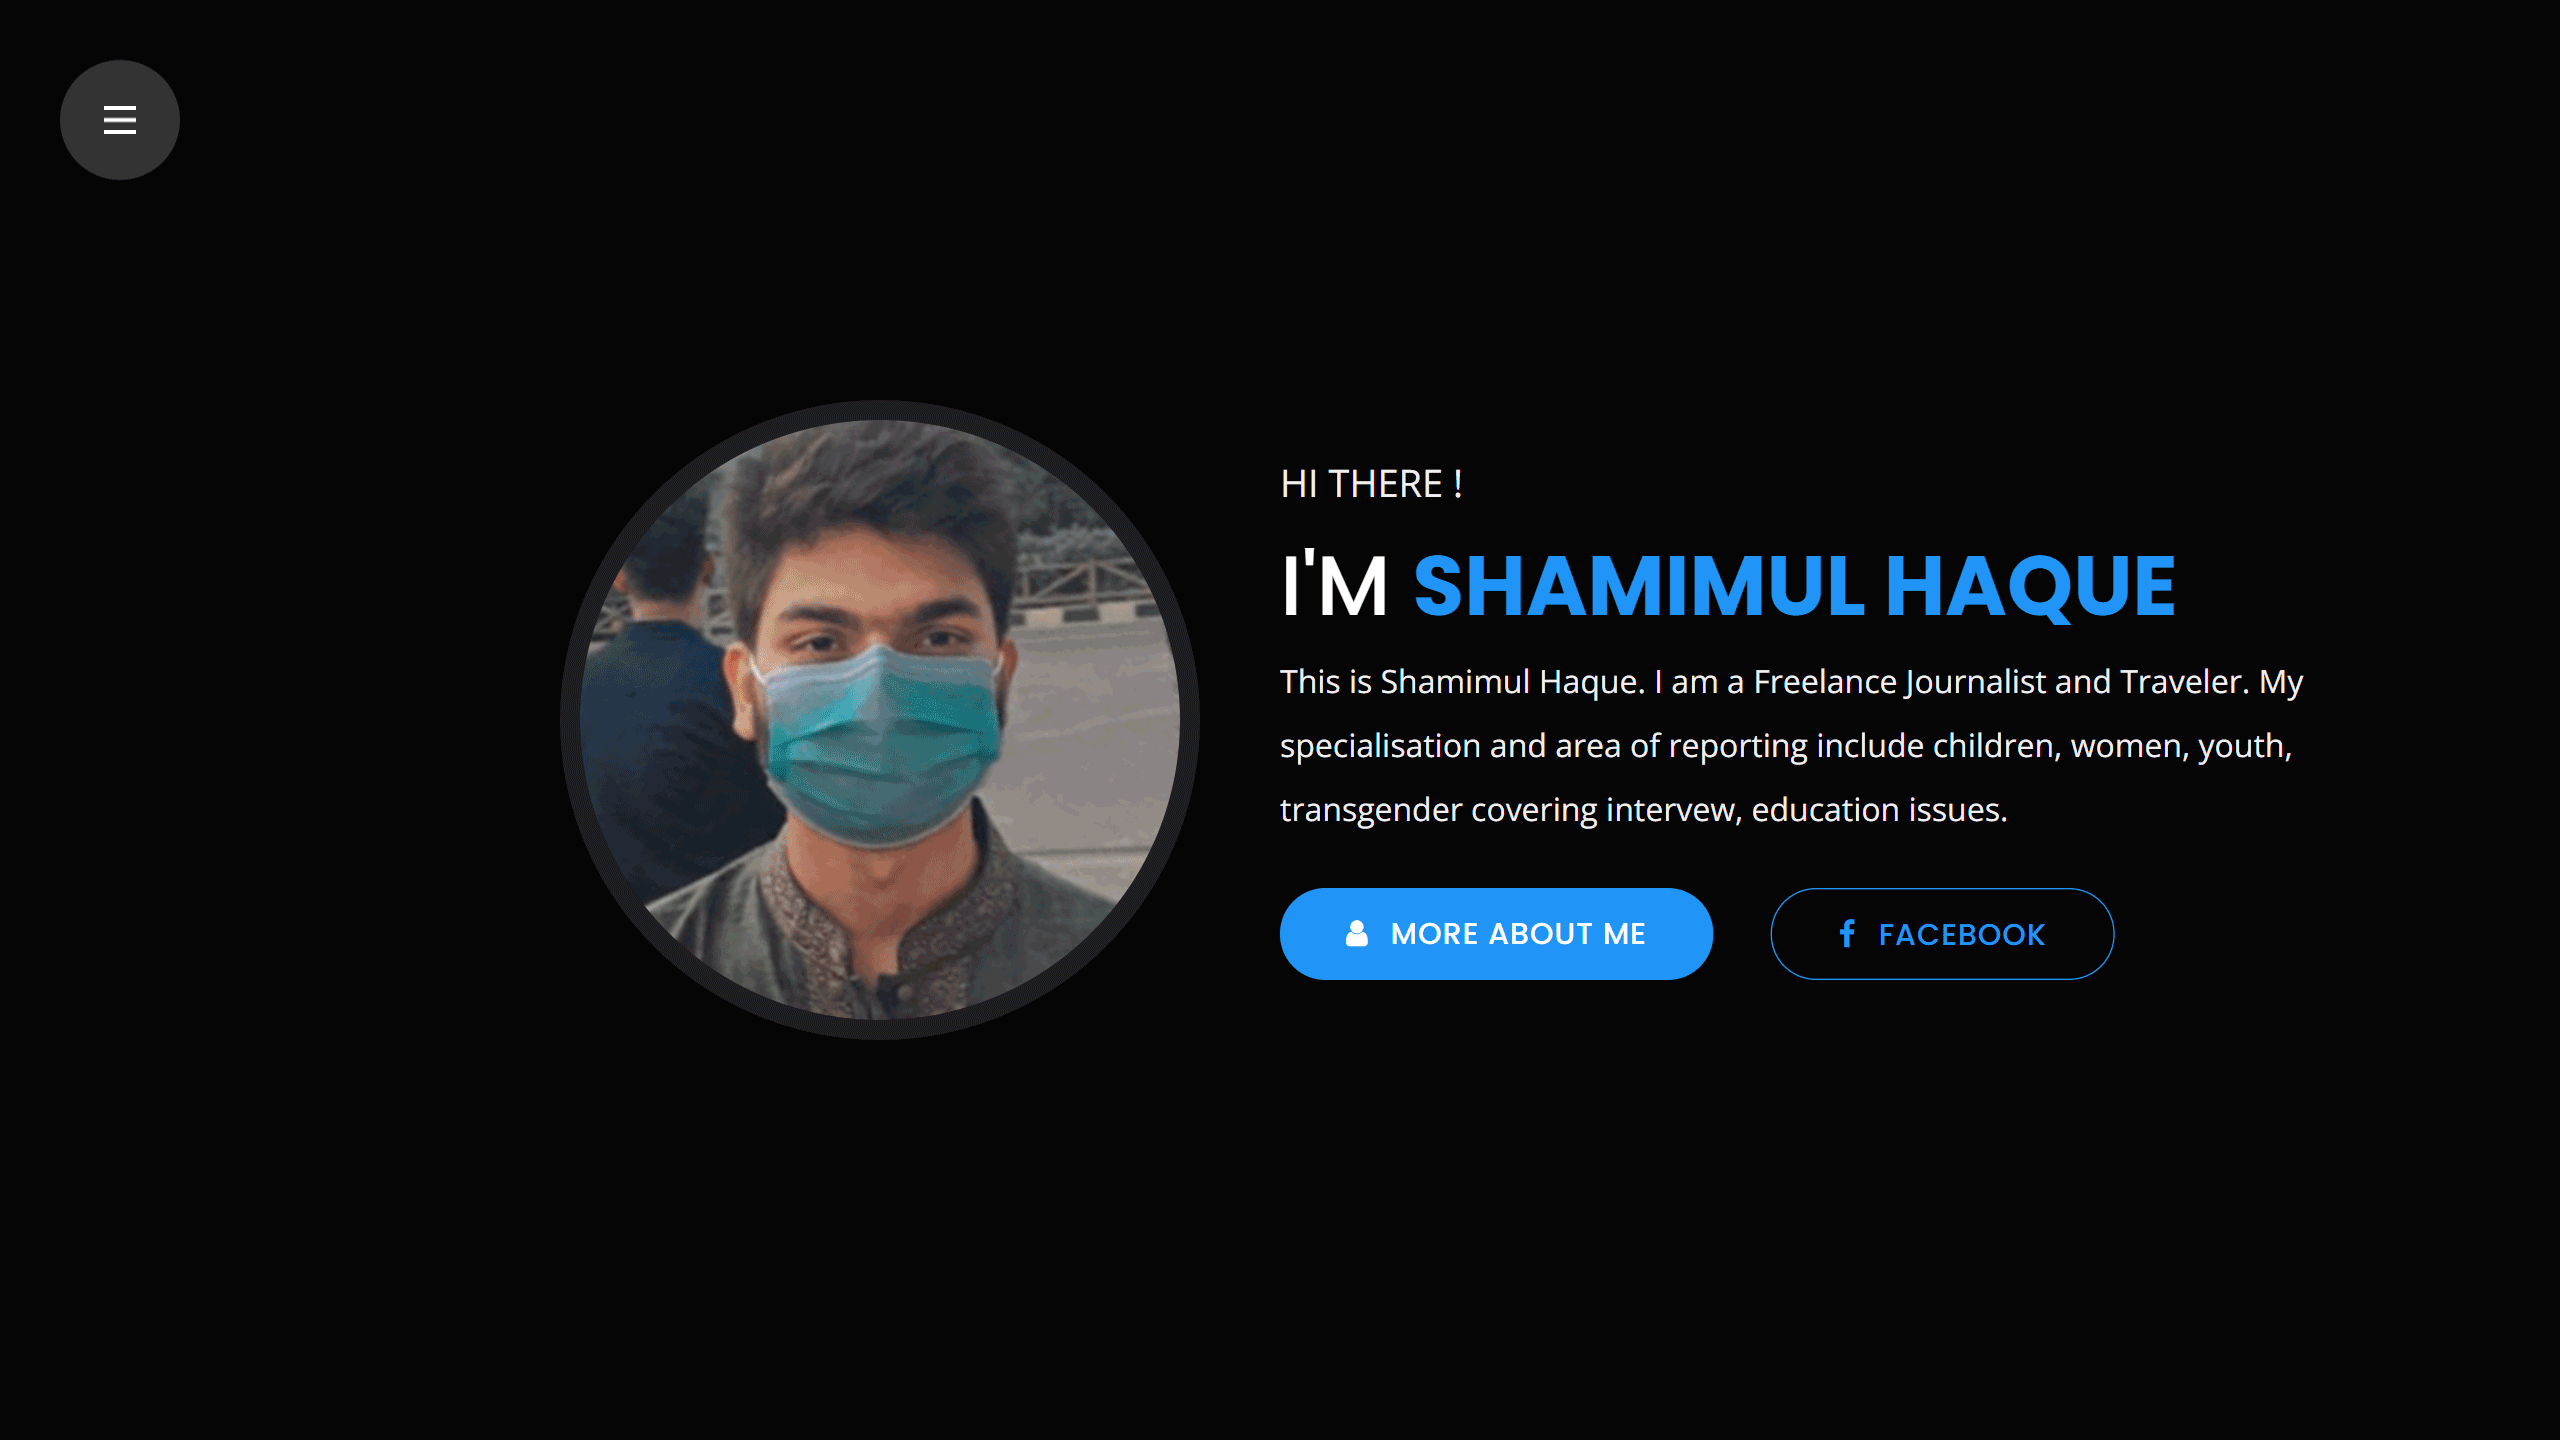 HI THERE !
I'M SHAMIMUL HAQUE
This is Shamimul Haque. I am a Freelance Journalist and Traveler. My
specialisation and area of reporting include children, women, youth,
transgender covering intervew, education issues.
MORE ABOUT ME
FACEBOOK